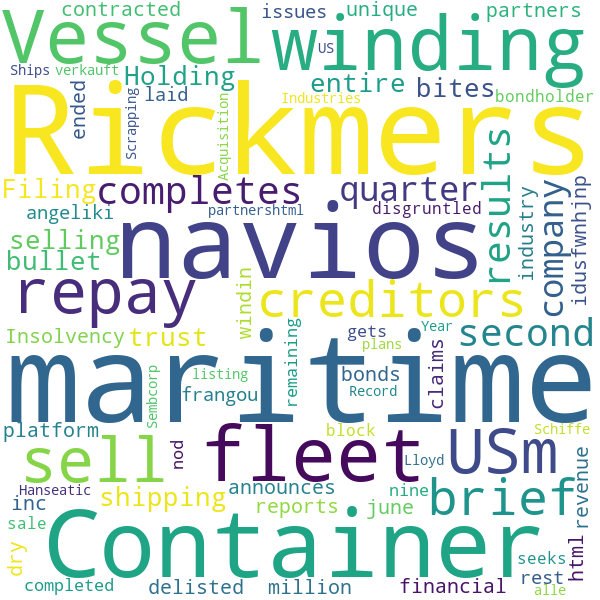 contracted issues unique partners
Vessel winding
Ships verkauft Holding US entire bites
ended Scrapping laid Acquisition Industries bondholder
Rickmers
Filing completes quarter results
angeliki partnershtml disgruntled industry company idusfwnhjnp
selling navios
bullet
repay windin creditors
Insolvency trust remaining gets Year second
plans
maritime
Sembcorp listing bonds claims
frangou Record
platform nod fleet block Lloyd Schiffe
sell USm
Hanseatic shipping announces nine brief revenue
inc reports june
sale Container
dry html seeks
rest
completed delisted million financial alle